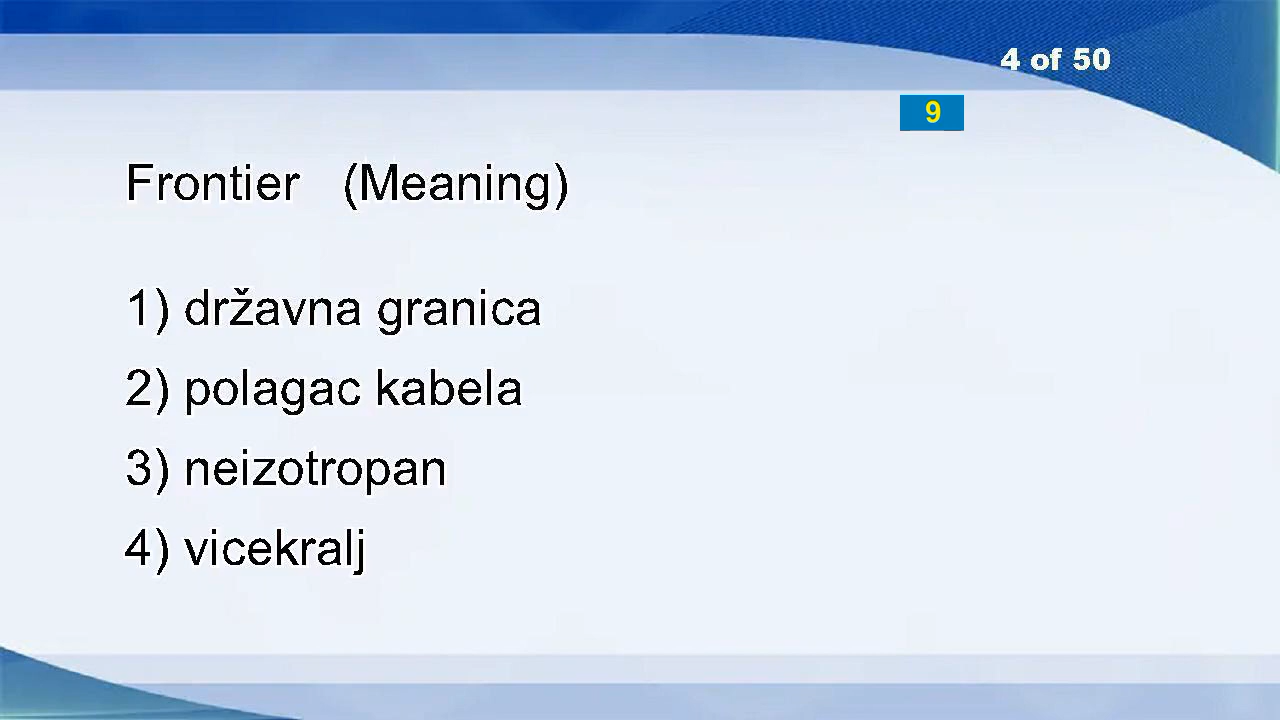 4 of 50
9
Frontier (Meaning)
1) državna granica
2) polagac kabela
3) neizotropan
4) vicekralj